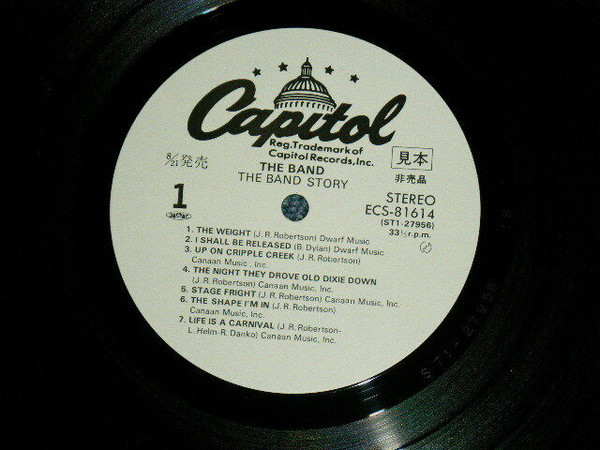 Capitol
Reg. Trademark of
Capitol Records, Inc.
8/21発売
見本
非売品
THE BAND
THE BAND STORY
1
STEREO
ECS-81614
(ST1-27956)
33⅓ r.p.m.
1. THE WEIGHT (J. R. Robertson) Dwarf Music
2. I SHALL BE RELEASED (B. Dylan) Dwarf Music
3. UP ON CRIPPLE CREEK (J. R. Robertson)
Canaan Music, Inc.
4. THE NIGHT THEY DROVE OLD DIXIE DOWN
(J. R. Robertson) Canaan Music, Inc.
5. STAGE FRIGHT (J. R. Robertson) Canaan Music, Inc.
6. THE SHAPE I'M IN (J. R. Robertson)
Canaan Music, Inc.
7. LIFE IS A CARNIVAL (J. R. Robertson-
L. Helm-R. Danko) Canaan Music, Inc.